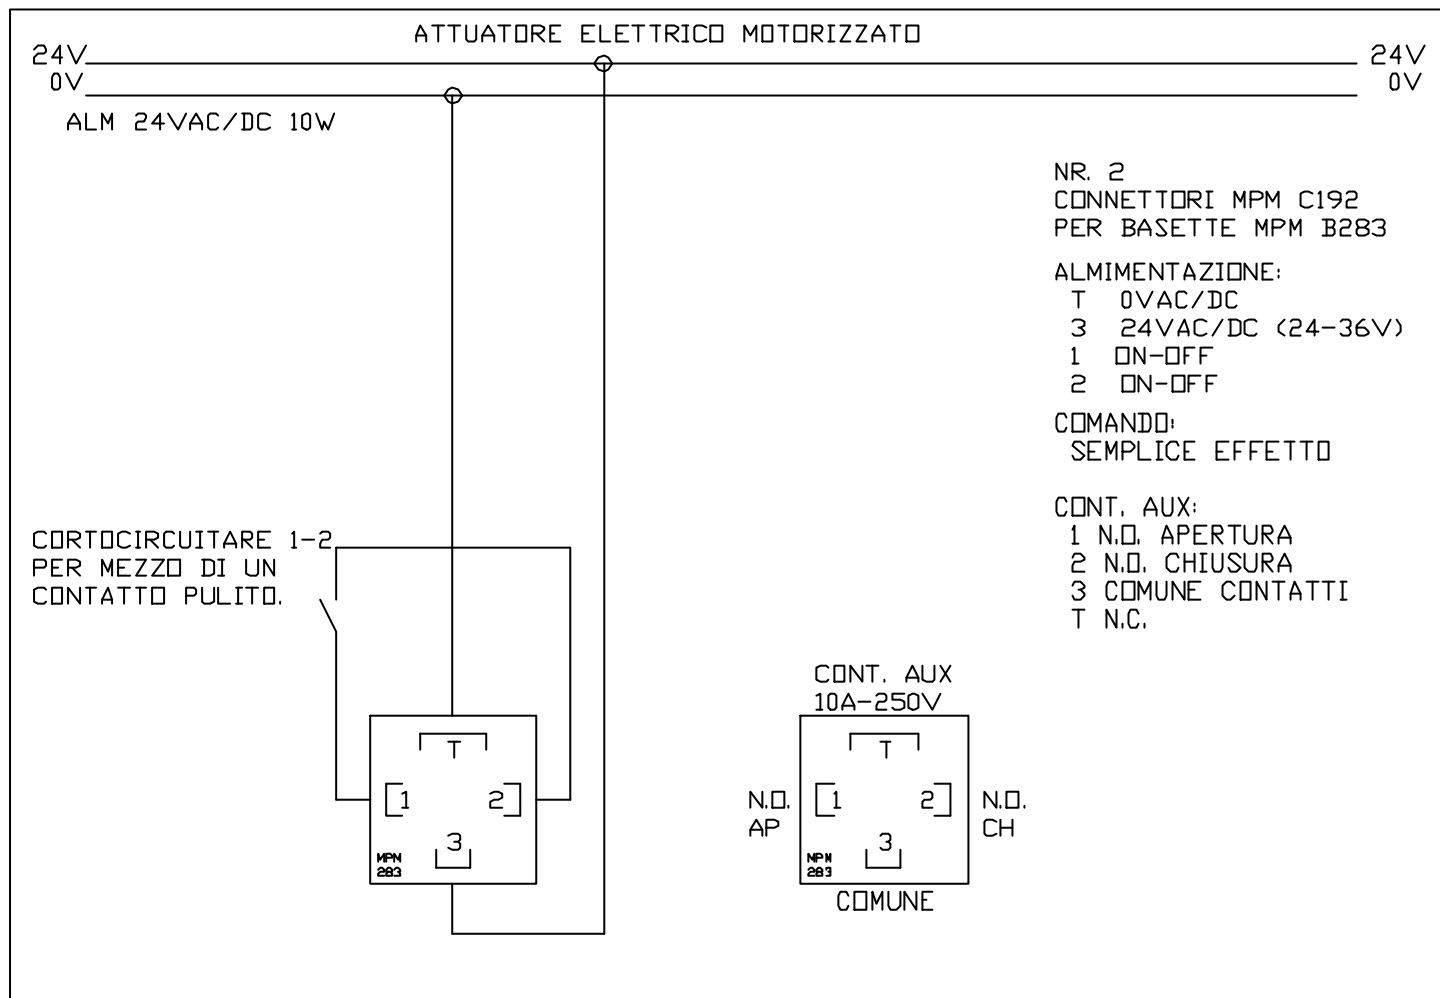 ATTUATORE ELETTRICO MOTORIZZATO
24V
24V
0V
0V
ALM 24VAC/DC 10W
NR. 2
CONNETTORI MPM C192
PER BASETTE MPM B283
ALMIMENTAZIONE:
T 0VAC/DC
3 24VAC/DC (24-36V)
1 ON-OFF
2 ON-OFF
COMANDO:
SEMPLICE EFFETTO
CONT. AUX:
1 N.O. APERTURA
2 N.O. CHIUSURA
3 COMUNE CONTATTI
T N.C.
CORTOCIRCUITARE 1-2
PER MEZZO DI UN
CONTATTO PULITO.
T
1 2
3
MPM
283
CONT. AUX
10A-250V
T
N.O.
AP
1 2
N.O.
CH
3
MPM
283
COMUNE